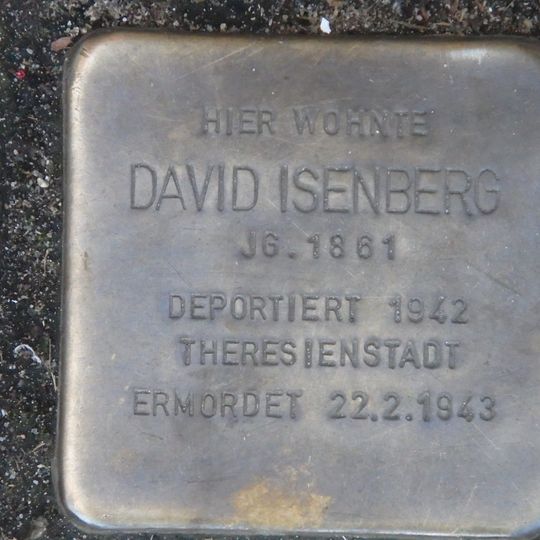 HIER WOHNTE
DAVID ISENBERG
JG. 1861
DEPORTIERT 1942
THERESIENSTADT
ERMORDET 22.2.1943